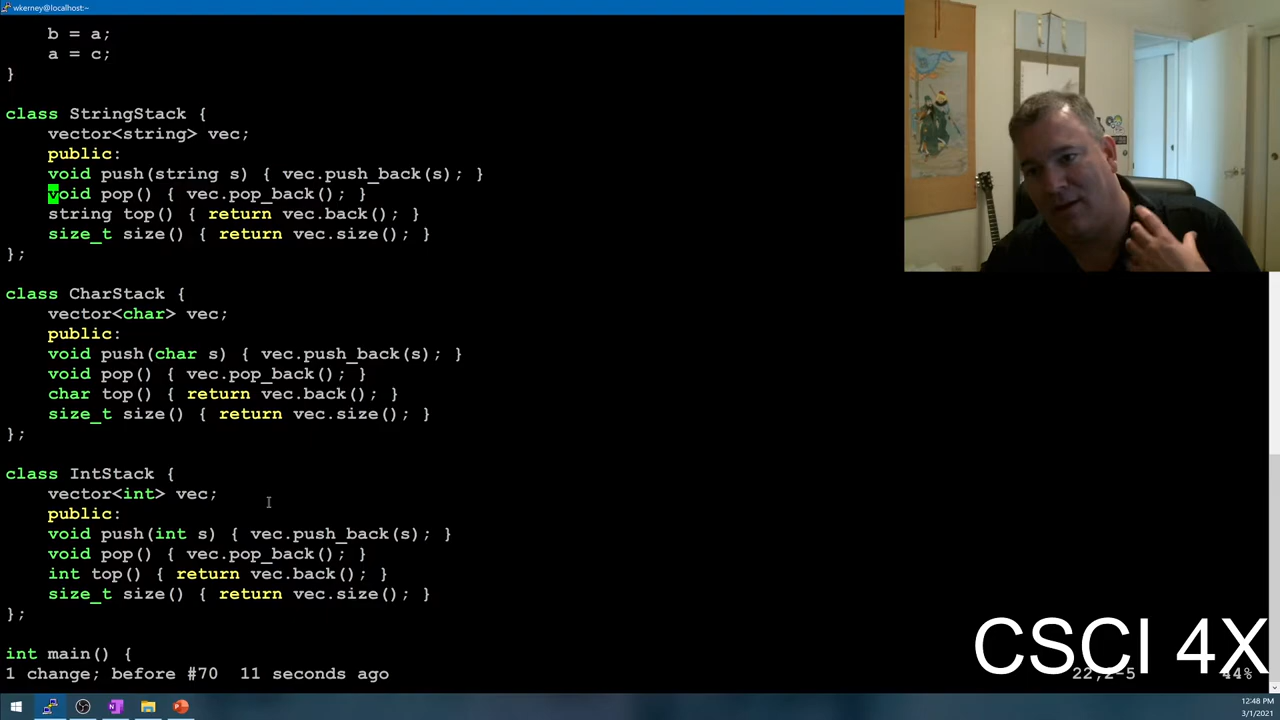 wkerney@localhost:~
    b = a;
    a = c;
}
class StringStack {
    vector<string> vec;
    public:
    void push(string s) { vec.push_back(s); }
    void pop() { vec.pop_back(); }
    string top() { return vec.back(); }
    size_t size() { return vec.size(); }
};
class CharStack {
    vector<char> vec;
    public:
    void push(char s) { vec.push_back(s); }
    void pop() { vec.pop_back(); }
    char top() { return vec.back(); }
    size_t size() { return vec.size(); }
};
class IntStack {
    vector<int> vec;
    public:
    void push(int s) { vec.push_back(s); }
    void pop() { vec.pop_back(); }
    int top() { return vec.back(); }
    size_t size() { return vec.size(); }
};
int main() {
1 change; before #70  11 seconds ago
22,2-5
44%
CSCI 4X
12:48 PM
3/1/2021